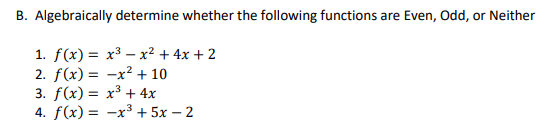 B. Algebraically determine whether the following functions are Even, Odd, or Neither
1. f(x) = x³ − x² + 4x + 2
2. f(x) = −x² + 10
3. f(x) = x³ + 4x
4. f(x) = −x³ + 5x − 2